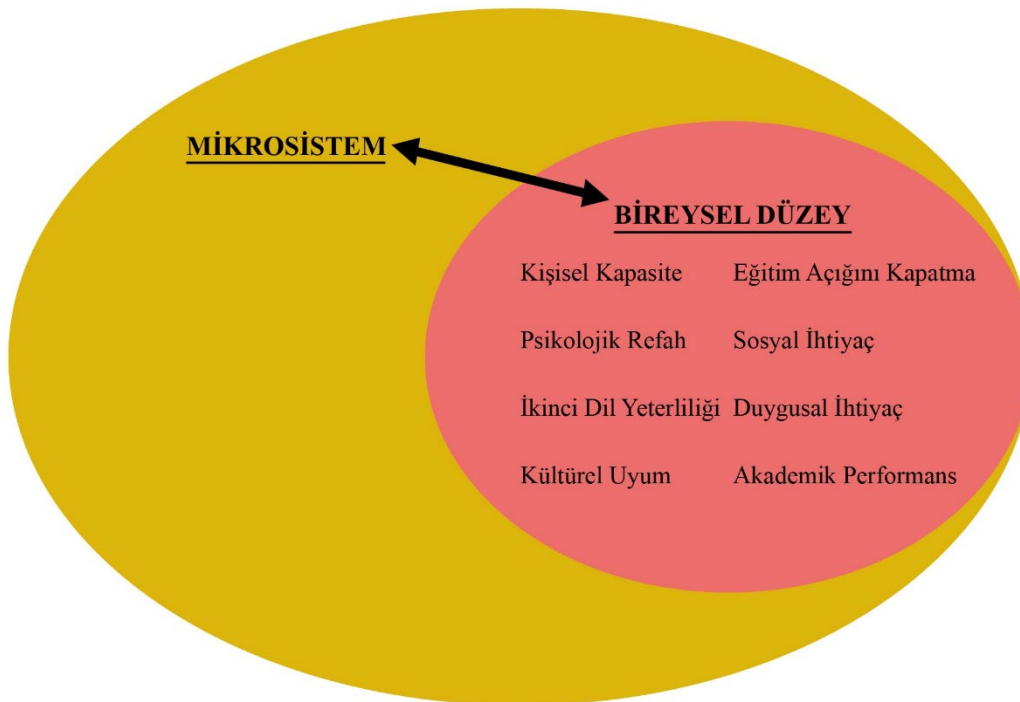 MİKROSİSTEM
BİREYSEL DÜZEY
Kişisel Kapasite Eğitim Açığını Kapatma
Psikolojik Refah Sosyal İhtiyaç
İkinci Dil Yeterliliği Duygusal İhtiyaç
Kültürel Uyum Akademik Performans